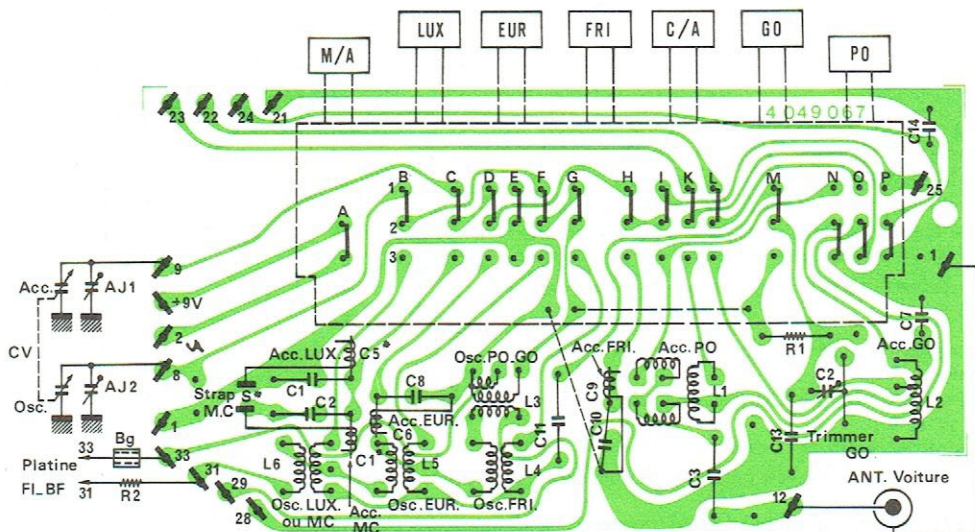 M/A LUX EUR FRI C/A GO PO
4 049 067
23 22 24 21
C14
A B C D E F G H I K L M N O P
1
2
3
25
9
Acc. AJ1
+9V
1
2
CV
8
Osc. AJ2
C7
Acc.GO
Acc.LUX. C5
Osc.PO.GO
Acc.FRI.
Acc.PO
R1
C1
C8
C9
C2
Strap S
M.C
C2
L3
L1
L2
1
Acc.EUR.
C6
C11
C10
C13
Trimmer
GO
33 Bg
33
Platine
31
L6
C1
L5
L4
C3
FI_BF 31 R2
29
28
Osc.LUX.
ou MC
Acc.
MC
Osc.EUR.
Osc.FRI.
12
ANT. Voiture